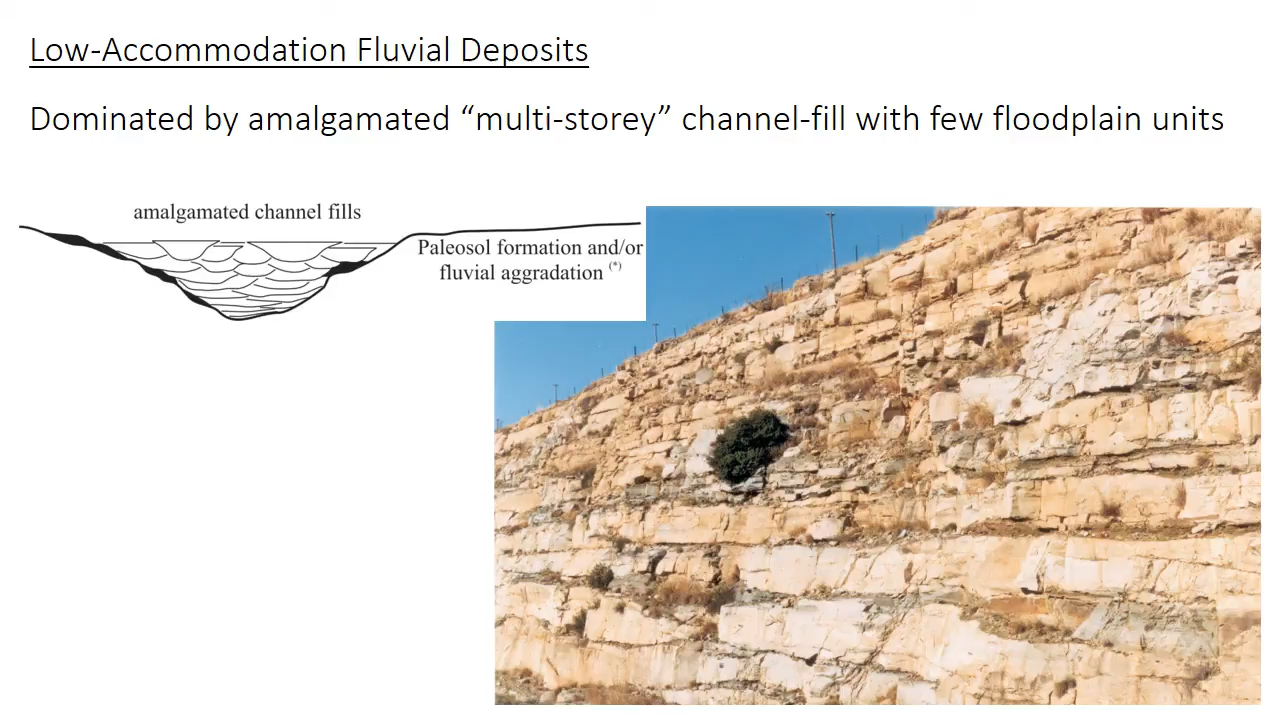 Low-Accommodation Fluvial Deposits
Dominated by amalgamated “multi-storey” channel-fill with few floodplain units
amalgamated channel fills
Paleosol formation and/or
fluvial aggradation (*)